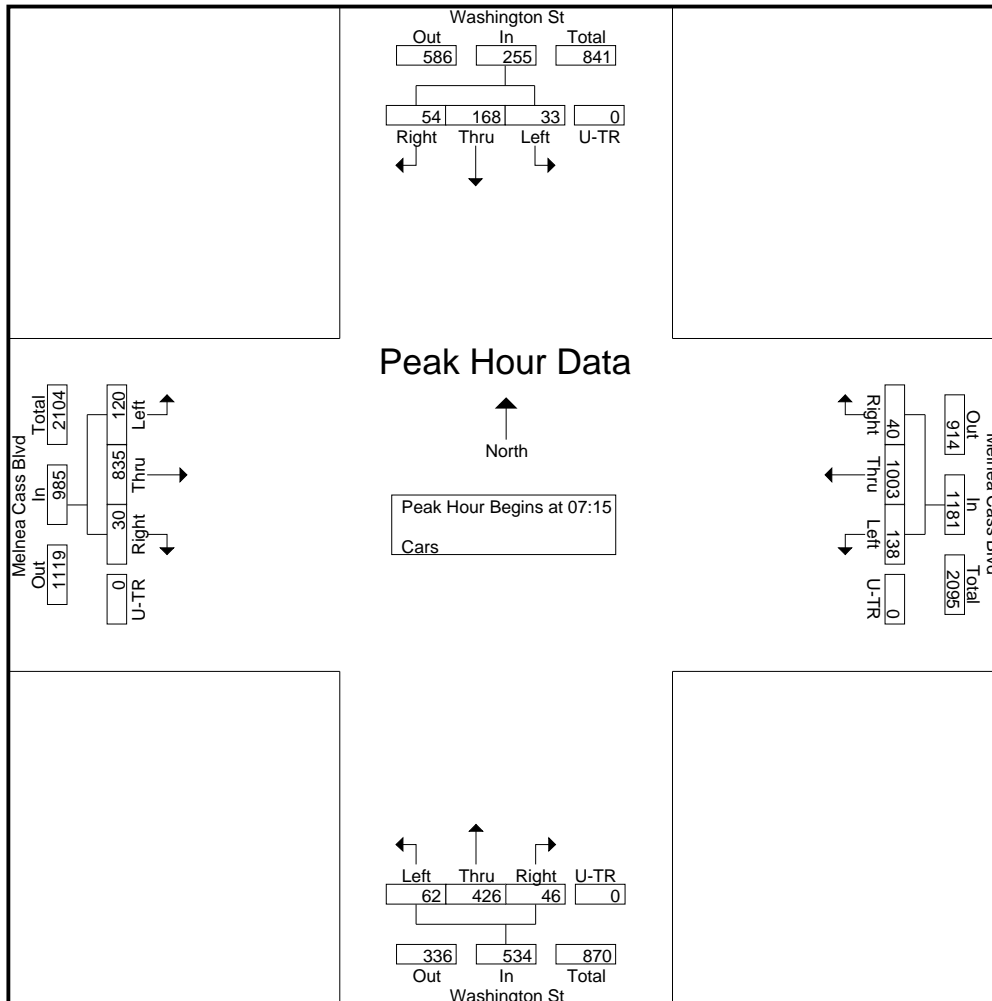 Washington St
Out In Total
586 255 841
54 168 33 0
Right Thru Left U-TR
Peak Hour Data
North
Peak Hour Begins at 07:15
Cars
Melnea Cass Blvd
Total In Out
2104 985 1119
120 835 30 0
Left Thru Right U-TR
Right Thru Left U-TR
40 1003 138 0
914 1181 2095
Out In Total
Melnea Cass Blvd
Left Thru Right U-TR
62 426 46 0
336 534 870
Out In Total
Washington St